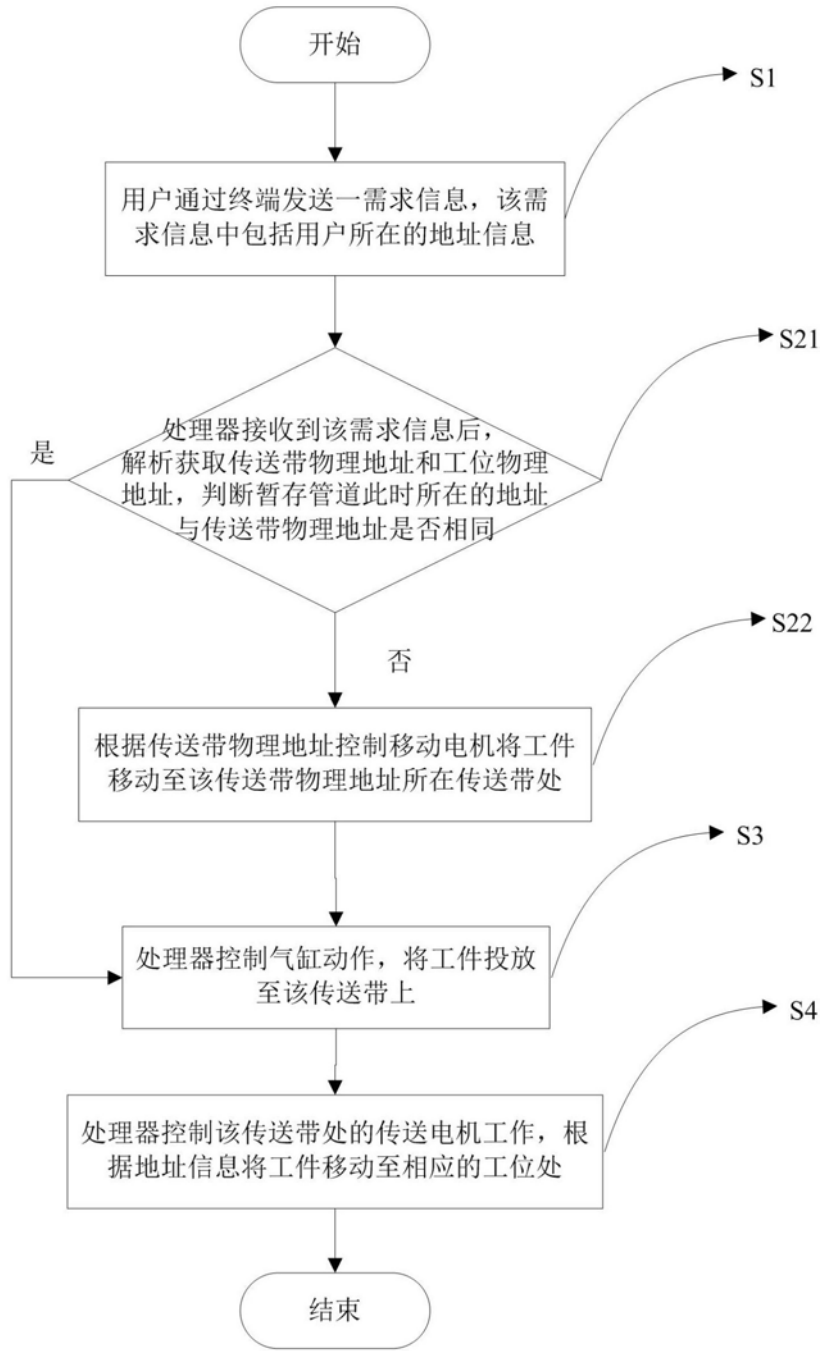 开始
S1
用户通过终端发送一需求信息，该需
求信息中包括用户所在的地址信息
S21
处理器接收到该需求信息后，
解析获取传送带物理地址和工位物理
地址，判断暂存管道此时所在的地址
与传送带物理地址是否相同
是
S22
否
根据传送带物理地址控制移动电机将工件
移动至该传送带物理地址所在传送带处
S3
处理器控制气缸动作，将工件投放
至该传送带上
S4
处理器控制该传送带处的传送电机工作，根
据地址信息将工件移动至相应的工位处
结束